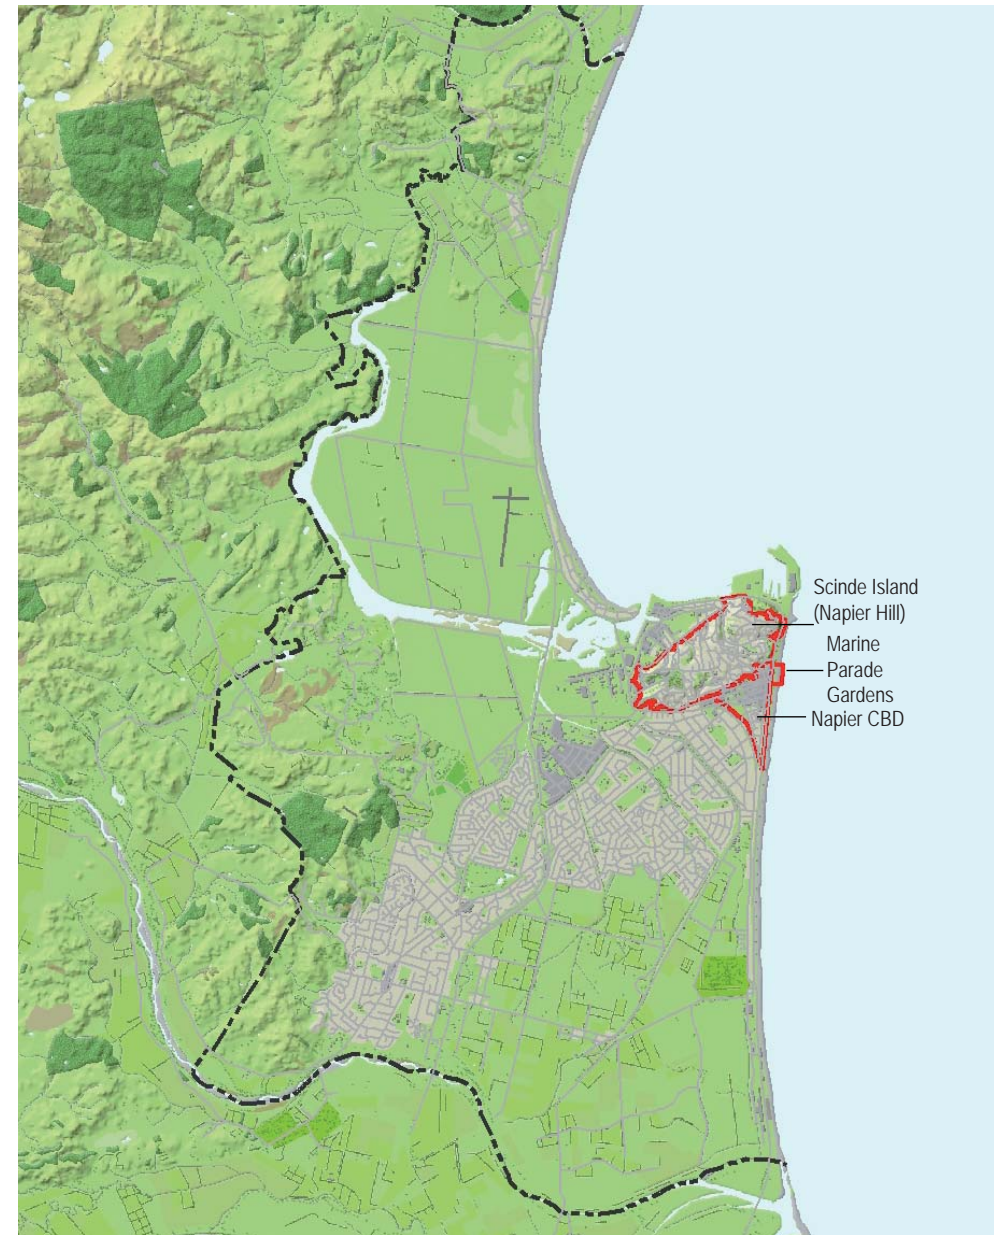 Scinde Island
(Napier Hill)
Marine
Parade
Gardens
Napier CBD